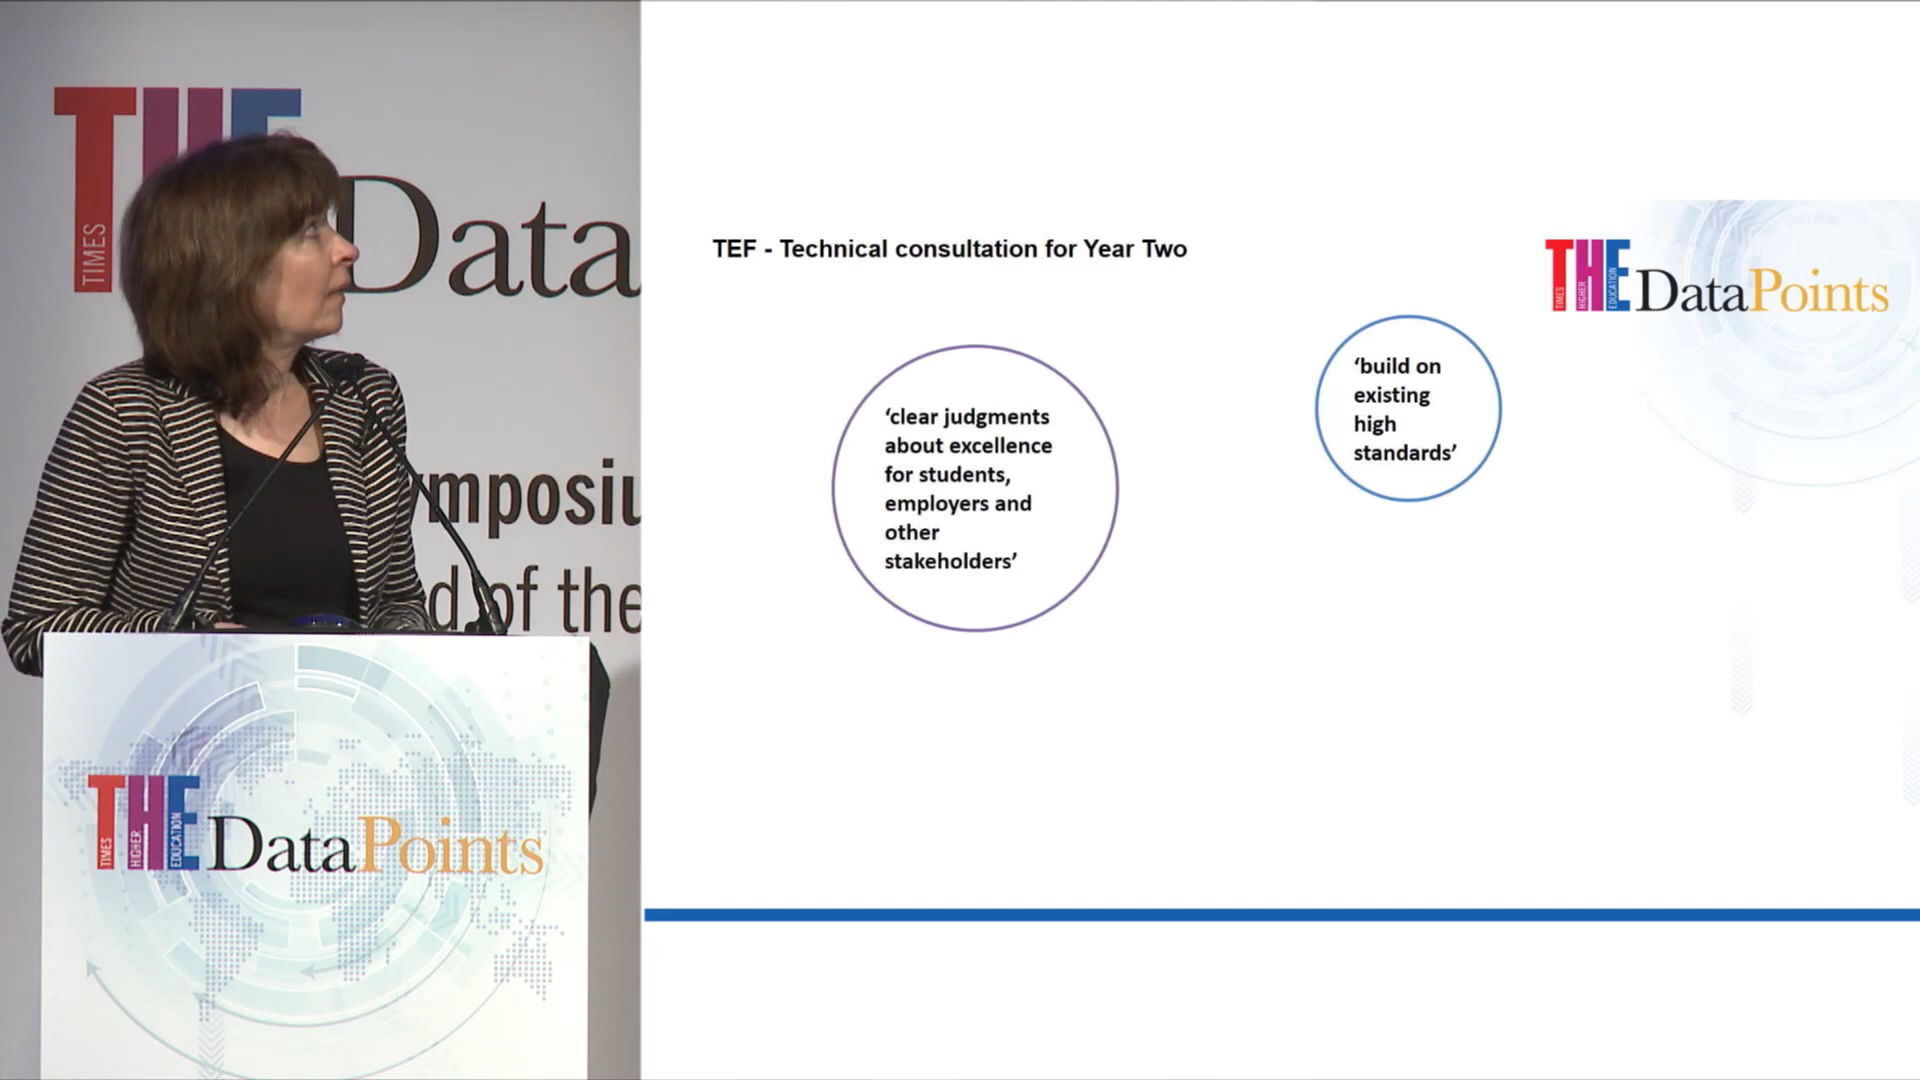 THE
TIMES
Data
ymposiu
d of the
THE DataPoints
TIMES HIGHER EDUCATION
TEF - Technical consultation for Year Two
THE DataPoints
TIMES HIGHER EDUCATION
‘clear judgments
about excellence
for students,
employers and
other
stakeholders’
‘build on
existing
high
standards’